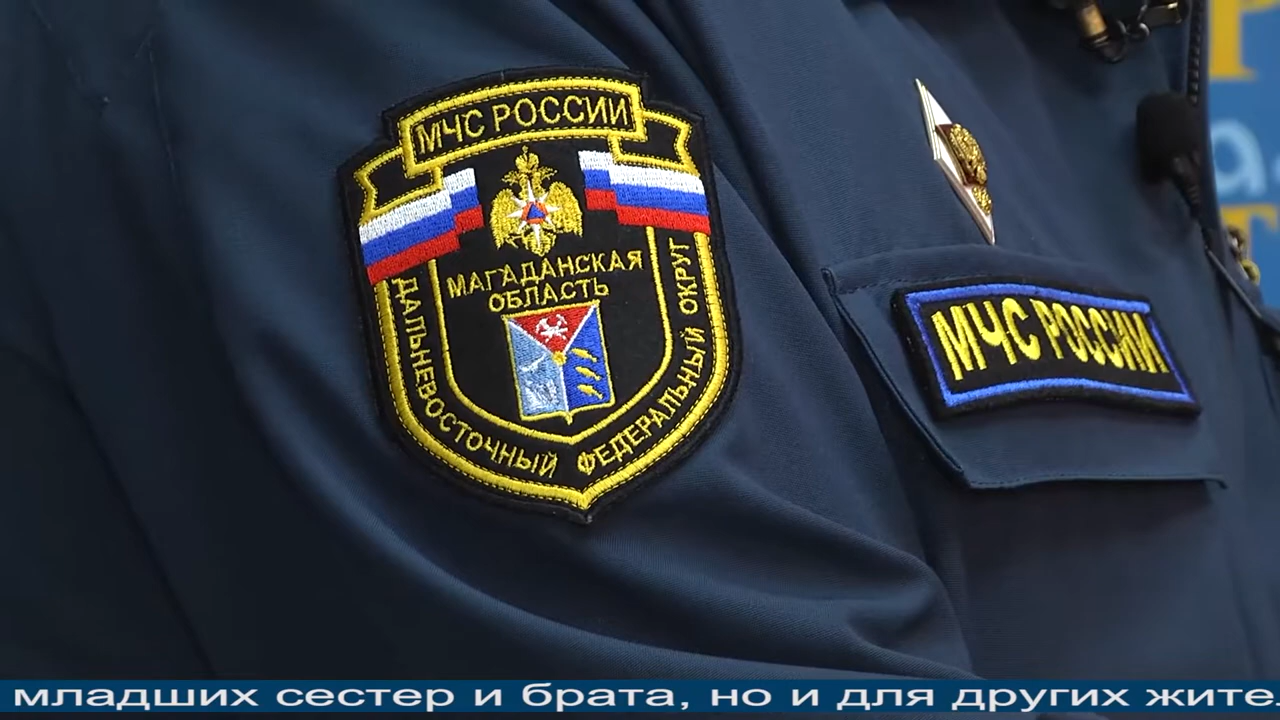 МЧС РОССИИ
МАГАДАНСКАЯ
ОБЛАСТЬ
ДАЛЬНЕВОСТОЧНЫЙ ФЕДЕРАЛЬНЫЙ ОКРУГ
МЧС РОССИИ
младших сестер и брата, но и для других жите